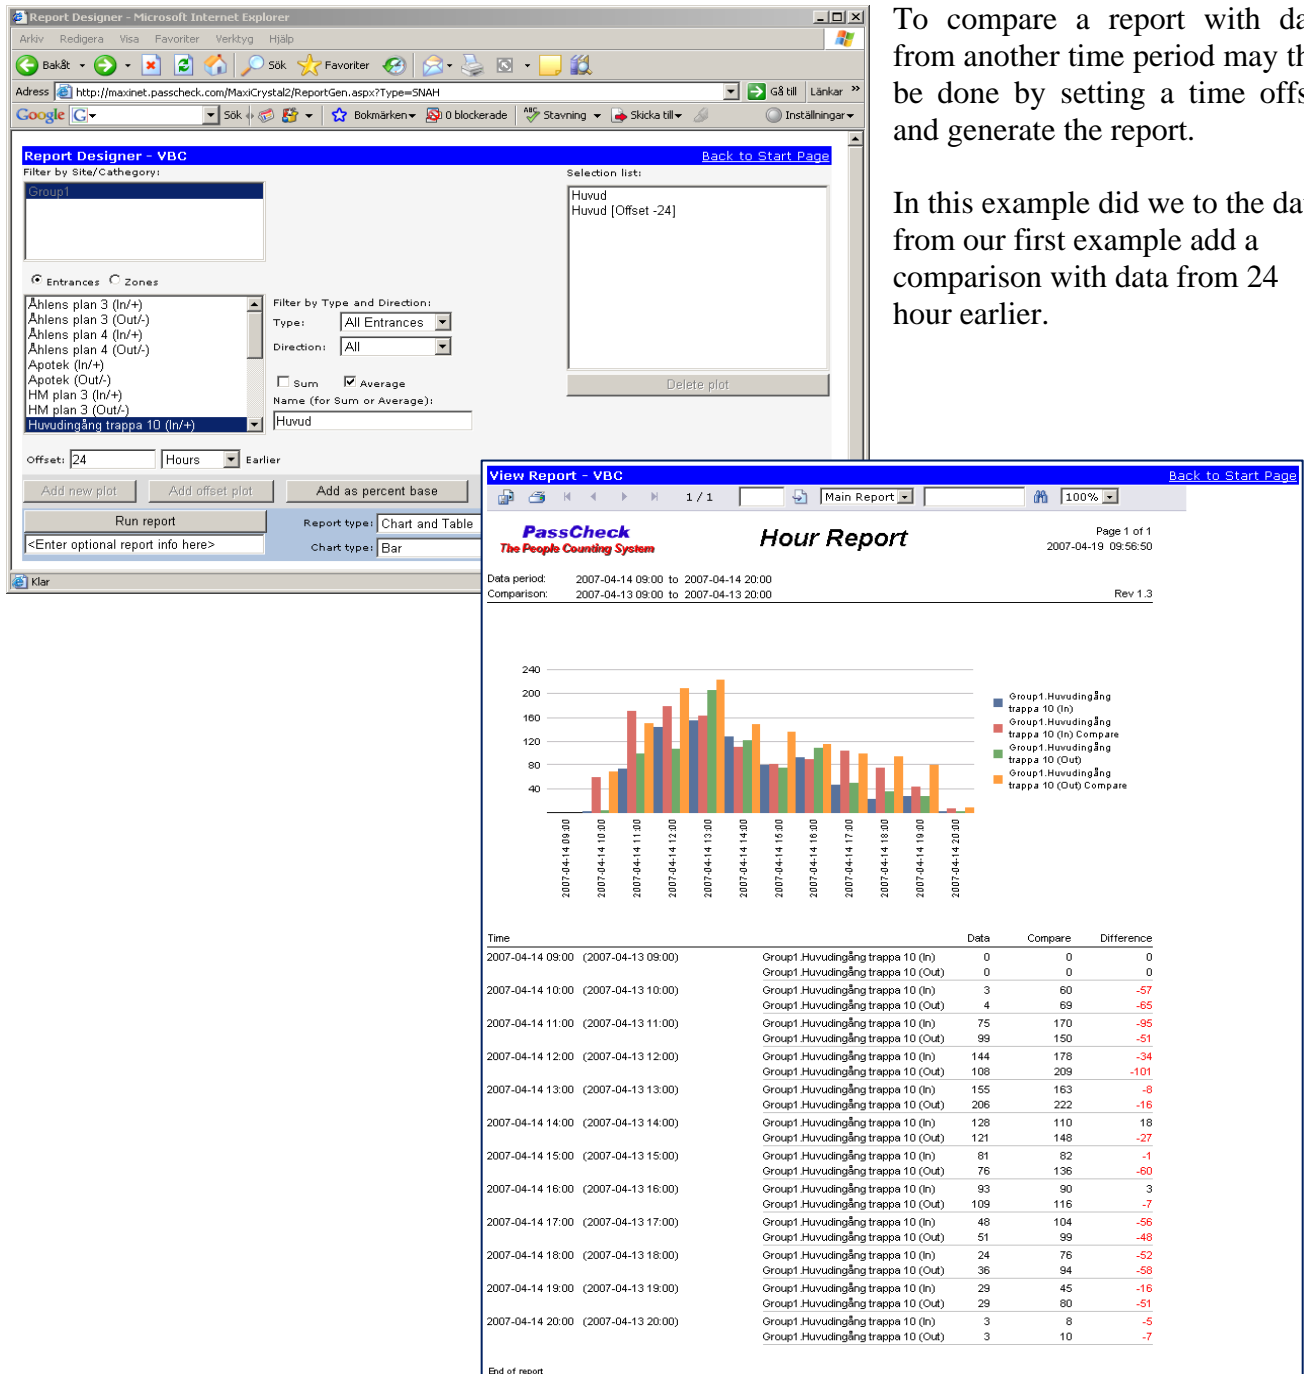 Report Designer - Microsoft Internet Explorer
Arkiv Redigera Visa Favoriter Verktyg Hjälp
Bakåt Sök Favoriter
Adress http://maxinet.passcheck.com/MaxiCrystal2/ReportGen.aspx?Type=SNAH Gå till Länkar »
Google G Sök Bokmärken 0 blockerade Stavning Skicka till Inställningar
Report Designer - VBC Back to Start Page
Filter by Site/Cathegory: Selection list:
Group1
Huvud
Huvud [Offset -24]
Entrances Zones
Åhlens plan 3 (In/+)
Åhlens plan 3 (Out/-)
Åhlens plan 4 (In/+)
Åhlens plan 4 (Out/-)
Apotek (In/+)
Apotek (Out/-)
HM plan 3 (In/+)
HM plan 3 (Out/-)
Huvudingång trappa 10 (In/+)
Filter by Type and Direction:
Type: All Entrances
Direction: All
Sum Average
Name (for Sum or Average):
Huvud
Delete plot
Offset: 24 Hours Earlier
Add new plot Add offset plot Add as percent base
Run report Report type: Chart and Table
<Enter optional report info here> Chart type: Bar
Klar
To compare a report with da
from another time period may th
be done by setting a time offs
and generate the report.
In this example did we to the da
from our first example add a
comparison with data from 24
hour earlier.
View Report - VBC Back to Start Page
1 / 1 Main Report 100%
PassCheck
The People Counting System
Hour Report
Page 1 of 1
2007-04-19 09:56:50
Data period: 2007-04-14 09:00 to 2007-04-14 20:00
Comparison: 2007-04-13 09:00 to 2007-04-13 20:00 Rev 1.3
240
200
160
120
80
40
2007-04-14 09:00
2007-04-14 10:00
2007-04-14 11:00
2007-04-14 12:00
2007-04-14 13:00
2007-04-14 14:00
2007-04-14 15:00
2007-04-14 16:00
2007-04-14 17:00
2007-04-14 18:00
2007-04-14 19:00
2007-04-14 20:00
Group1.Huvudingång
trappa 10 (In)
Group1.Huvudingång
trappa 10 (In) Compare
Group1.Huvudingång
trappa 10 (Out)
Group1.Huvudingång
trappa 10 (Out) Compare
Time Data Compare Difference
2007-04-14 09:00 (2007-04-13 09:00) Group1.Huvudingång trappa 10 (In) 0 0 0
Group1.Huvudingång trappa 10 (Out) 0 0 0
2007-04-14 10:00 (2007-04-13 10:00) Group1.Huvudingång trappa 10 (In) 3 60 -57
Group1.Huvudingång trappa 10 (Out) 4 69 -65
2007-04-14 11:00 (2007-04-13 11:00) Group1.Huvudingång trappa 10 (In) 75 170 -95
Group1.Huvudingång trappa 10 (Out) 99 150 -51
2007-04-14 12:00 (2007-04-13 12:00) Group1.Huvudingång trappa 10 (In) 144 178 -34
Group1.Huvudingång trappa 10 (Out) 108 209 -101
2007-04-14 13:00 (2007-04-13 13:00) Group1.Huvudingång trappa 10 (In) 155 163 -8
Group1.Huvudingång trappa 10 (Out) 206 222 -16
2007-04-14 14:00 (2007-04-13 14:00) Group1.Huvudingång trappa 10 (In) 128 110 18
Group1.Huvudingång trappa 10 (Out) 121 148 -27
2007-04-14 15:00 (2007-04-13 15:00) Group1.Huvudingång trappa 10 (In) 81 82 -1
Group1.Huvudingång trappa 10 (Out) 76 136 -60
2007-04-14 16:00 (2007-04-13 16:00) Group1.Huvudingång trappa 10 (In) 93 90 3
Group1.Huvudingång trappa 10 (Out) 109 116 -7
2007-04-14 17:00 (2007-04-13 17:00) Group1.Huvudingång trappa 10 (In) 48 104 -56
Group1.Huvudingång trappa 10 (Out) 51 99 -48
2007-04-14 18:00 (2007-04-13 18:00) Group1.Huvudingång trappa 10 (In) 24 76 -52
Group1.Huvudingång trappa 10 (Out) 36 94 -58
2007-04-14 19:00 (2007-04-13 19:00) Group1.Huvudingång trappa 10 (In) 29 45 -16
Group1.Huvudingång trappa 10 (Out) 29 80 -51
2007-04-14 20:00 (2007-04-13 20:00) Group1.Huvudingång trappa 10 (In) 3 8 -5
Group1.Huvudingång trappa 10 (Out) 3 10 -7
End of report